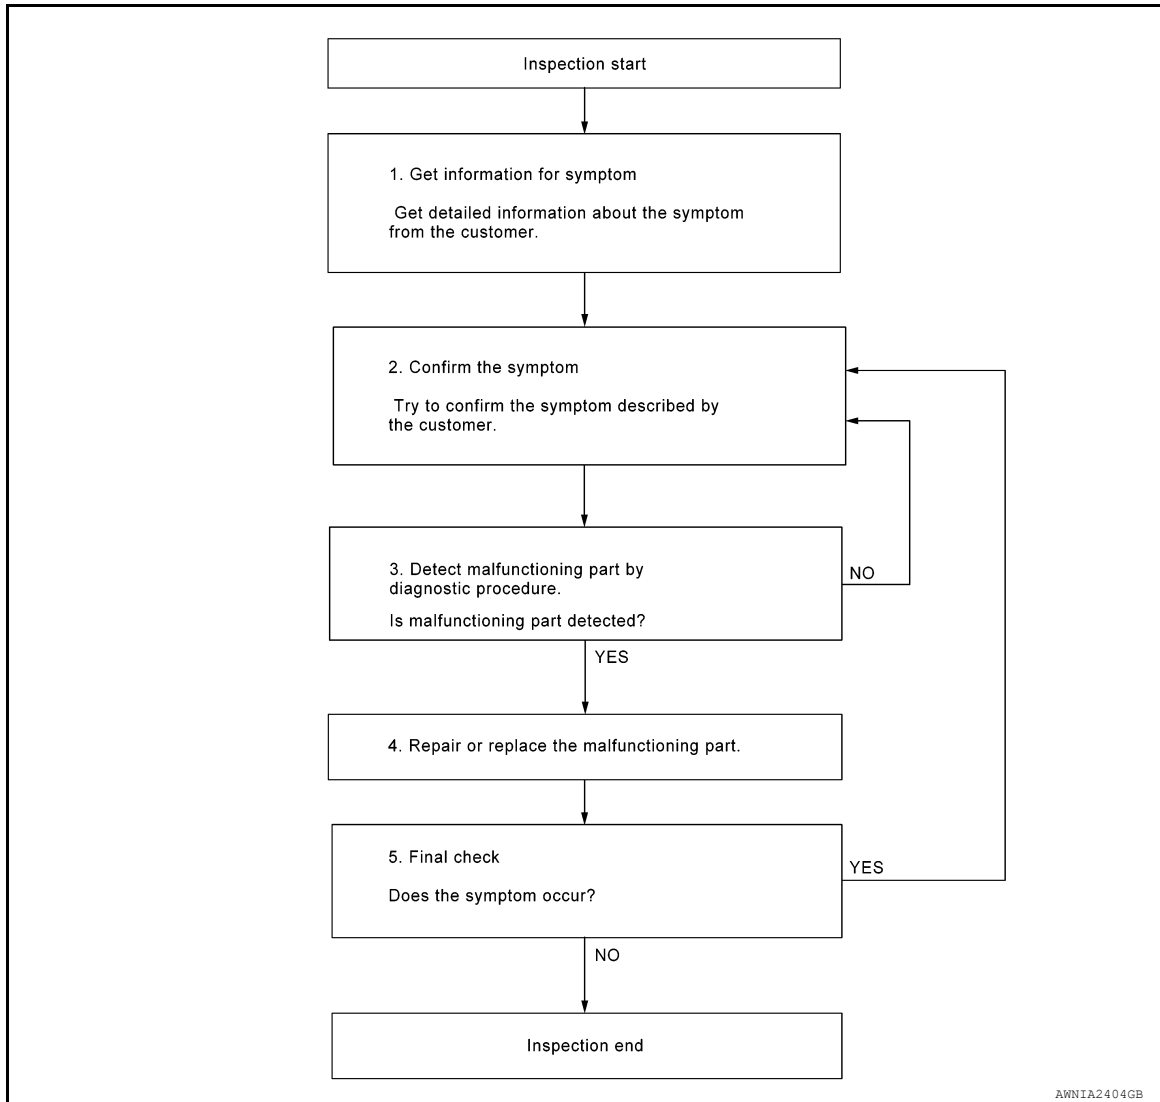 Inspection start
1. Get information for symptom
Get detailed information about the symptom
from the customer.
2. Confirm the symptom
Try to confirm the symptom described by
the customer.
3. Detect malfunctioning part by
diagnostic procedure.
NO
Is malfunctioning part detected?
YES
4. Repair or replace the malfunctioning part.
5. Final check
YES
Does the symptom occur?
NO
Inspection end
AWNIA2404GB